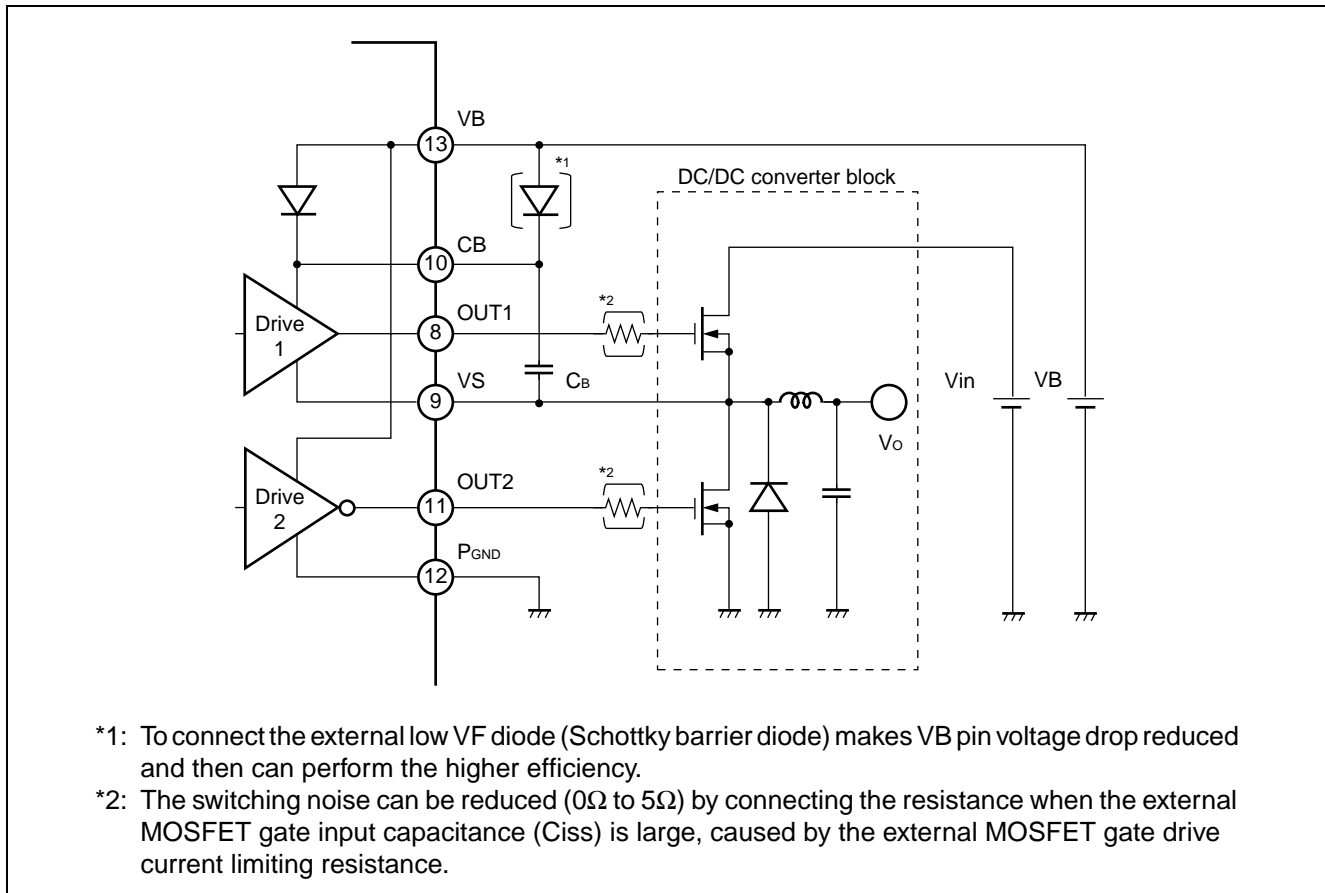 VB
13
*1
DC/DC converter block
CB
10
*2
OUT1
Drive
1
8
VS
CB
Vin
VB
9
VO
*2
OUT2
Drive
2
11
PGND
12
*1: To connect the external low VF diode (Schottky barrier diode) makes VB pin voltage drop reduced
and then can perform the higher efficiency.
*2: The switching noise can be reduced (0Ω to 5Ω) by connecting the resistance when the external
MOSFET gate input capacitance (Ciss) is large, caused by the external MOSFET gate drive
current limiting resistance.